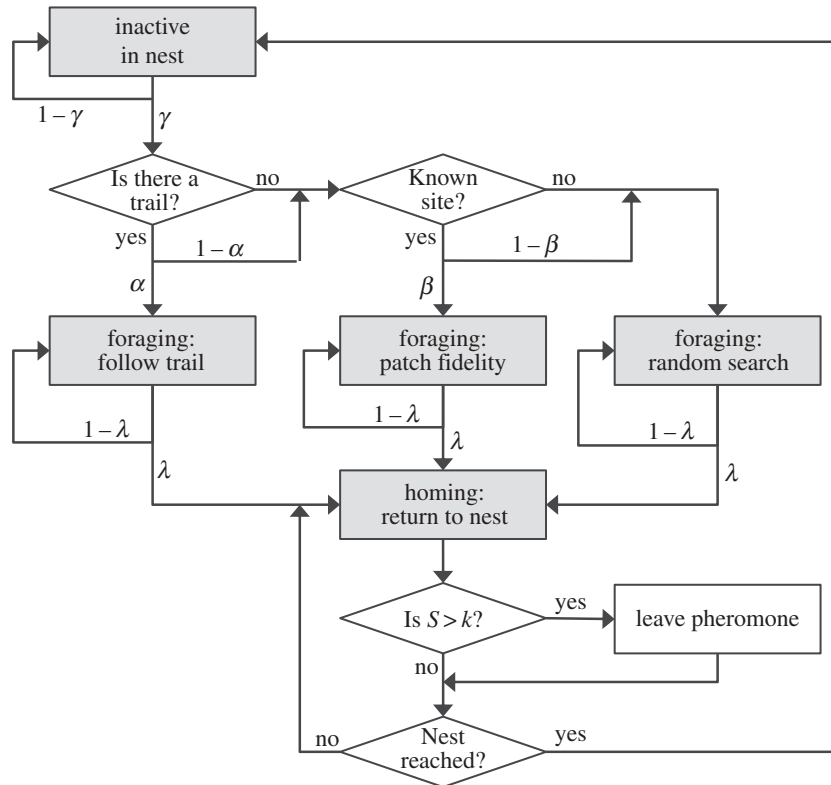 inactive
in nest
1 – γ
γ
Is there a
trail?
no
Known
site?
no
yes
1 – α
yes
1 – β
α
β
foraging:
follow trail
foraging:
patch fidelity
foraging:
random search
1 – λ
1 – λ
1 – λ
λ
λ
λ
homing:
return to nest
Is S > k?
yes
leave pheromone
no
no
Nest
reached?
yes